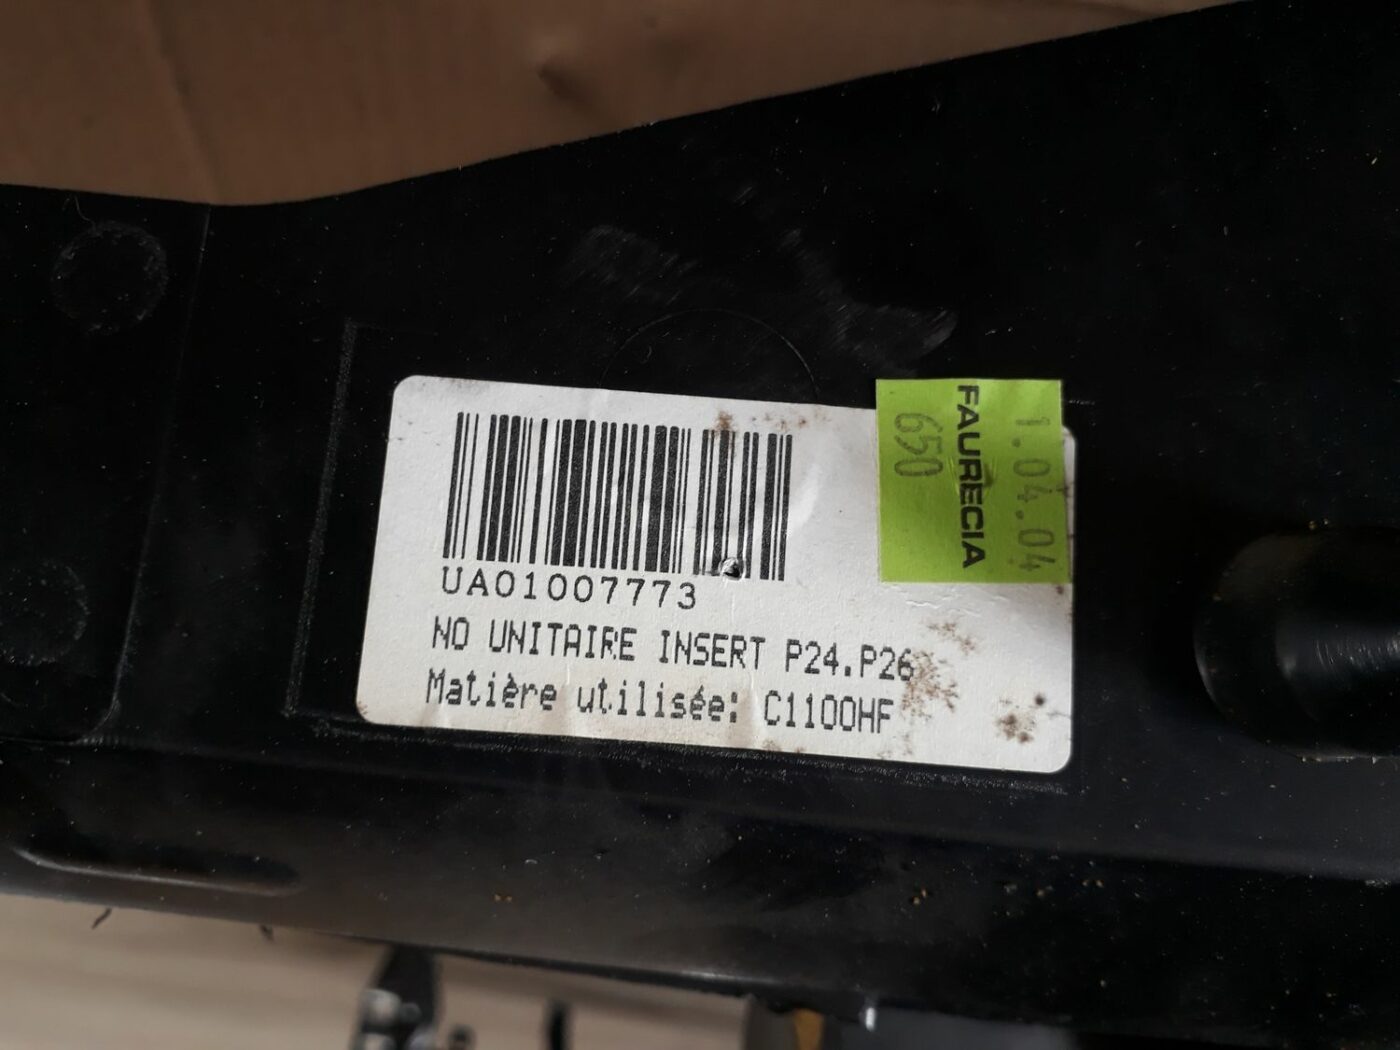 UA01007773
NO UNITAIRE INSERT P24.P26
Matière utilisée: C1100HF
1.04.04
FAURECIA
650